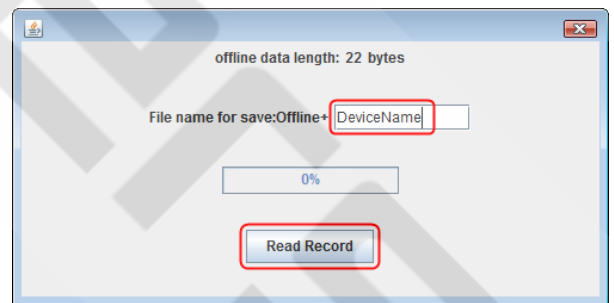 offline data length: 22 bytes
File name for save:Offline+ DeviceName
0%
Read Record